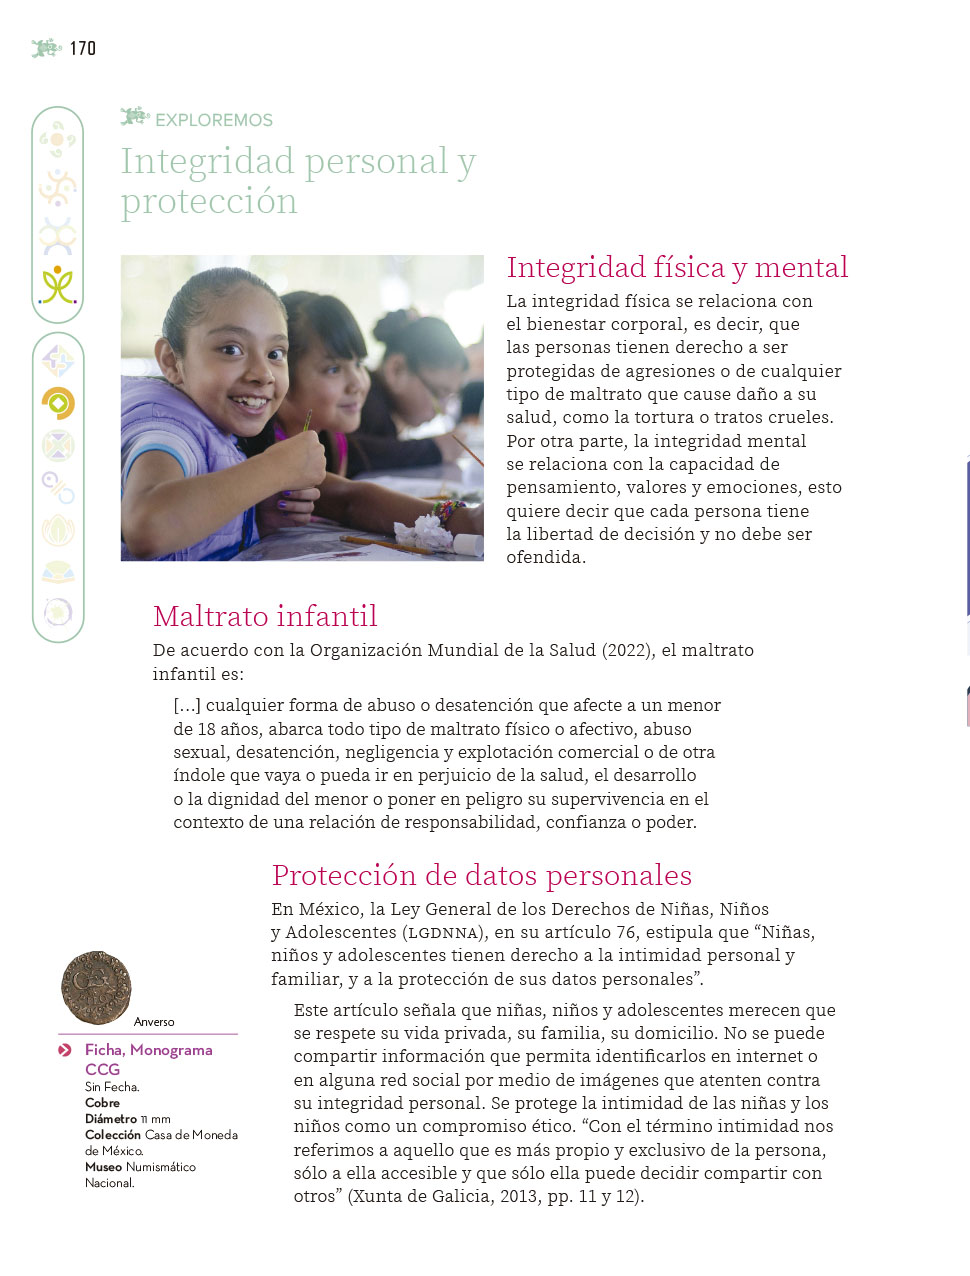 170
EXPLOREMOS
Integridad personal y
protección
Integridad física y mental
La integridad física se relaciona con
el bienestar corporal, es decir, que
las personas tienen derecho a ser
protegidas de agresiones o de cualquier
tipo de maltrato que cause daño a su
salud, como la tortura o tratos crueles.
Por otra parte, la integridad mental
se relaciona con la capacidad de
pensamiento, valores y emociones, esto
quiere decir que cada persona tiene
la libertad de decisión y no debe ser
ofendida.
Maltrato infantil
De acuerdo con la Organización Mundial de la Salud (2022), el maltrato
infantil es:
[...] cualquier forma de abuso o desatención que afecte a un menor
de 18 años, abarca todo tipo de maltrato físico o afectivo, abuso
sexual, desatención, negligencia y explotación comercial o de otra
índole que vaya o pueda ir en perjuicio de la salud, el desarrollo
o la dignidad del menor o poner en peligro su supervivencia en el
contexto de una relación de responsabilidad, confianza o poder.
Protección de datos personales
En México, la Ley General de los Derechos de Niñas, Niños
y Adolescentes (LGDNNA), en su artículo 76, estipula que “Niñas,
niños y adolescentes tienen derecho a la intimidad personal y
familiar, y a la protección de sus datos personales”.
Este artículo señala que niñas, niños y adolescentes merecen que
se respete su vida privada, su familia, su domicilio. No se puede
compartir información que permita identificarlos en internet o
en alguna red social por medio de imágenes que atenten contra
su integridad personal. Se protege la intimidad de las niñas y los
niños como un compromiso ético. “Con el término intimidad nos
referimos a aquello que es más propio y exclusivo de la persona,
sólo a ella accesible y que sólo ella puede decidir compartir con
otros” (Xunta de Galicia, 2013, pp. 11 y 12).
Anverso
Ficha, Monograma
CCG
Sin Fecha.
Cobre
Diámetro 11 mm
Colección Casa de Moneda
de México.
Museo Numismático
Nacional.